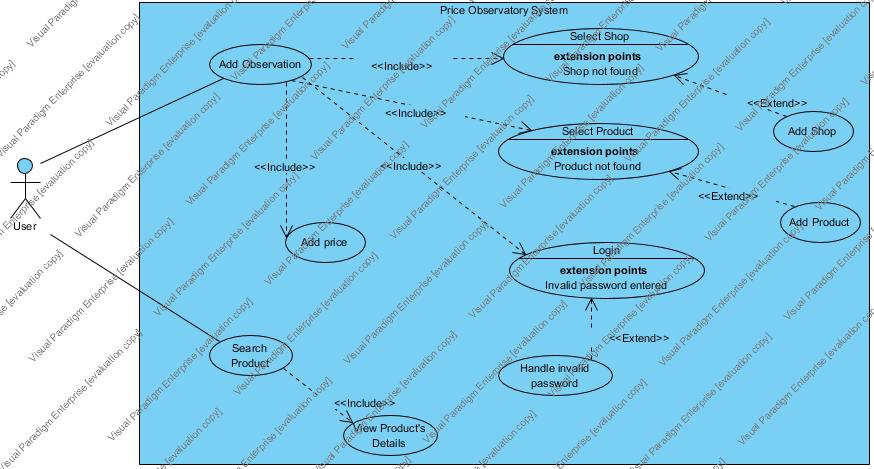 Price Observatory System
Select Shop
extension points
Shop not found
Add Observation
<<Include>>
<<Extend>>
<<Include>>
Select Product
extension points
Product not found
Add Shop
<<Include>>
<<Include>>
<<Extend>>
User
Add price
Add Product
Login
extension points
Invalid password entered
<<Extend>>
Search
Product
Handle invalid
password
<<Include>>
View Product's
Details
Visual Paradigm Enterprise [evaluation copy]